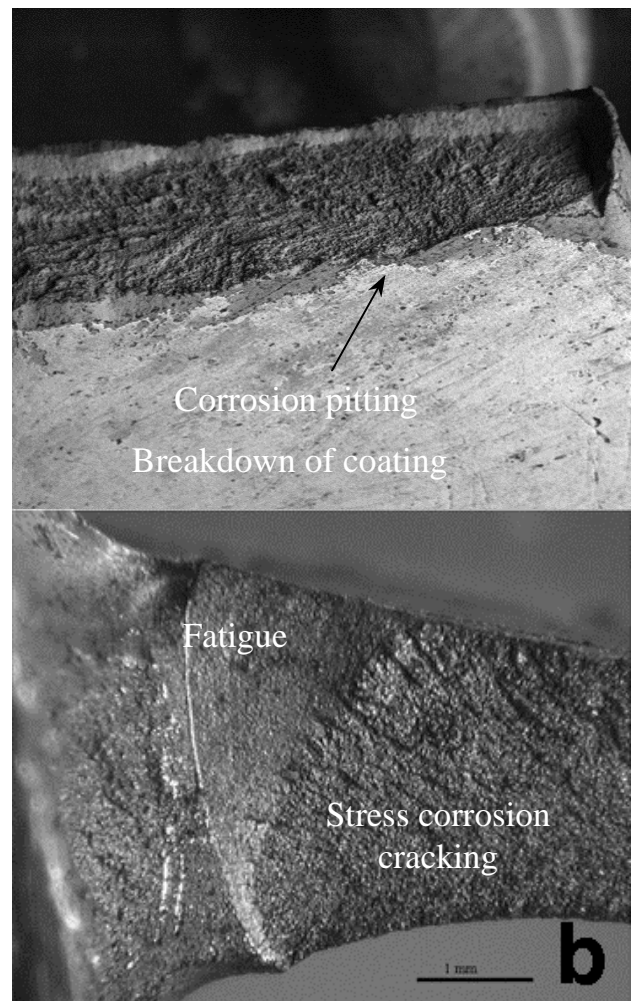 Corrosion pitting
Breakdown of coating
Fatigue
Stress corrosion
cracking
1 mm
b